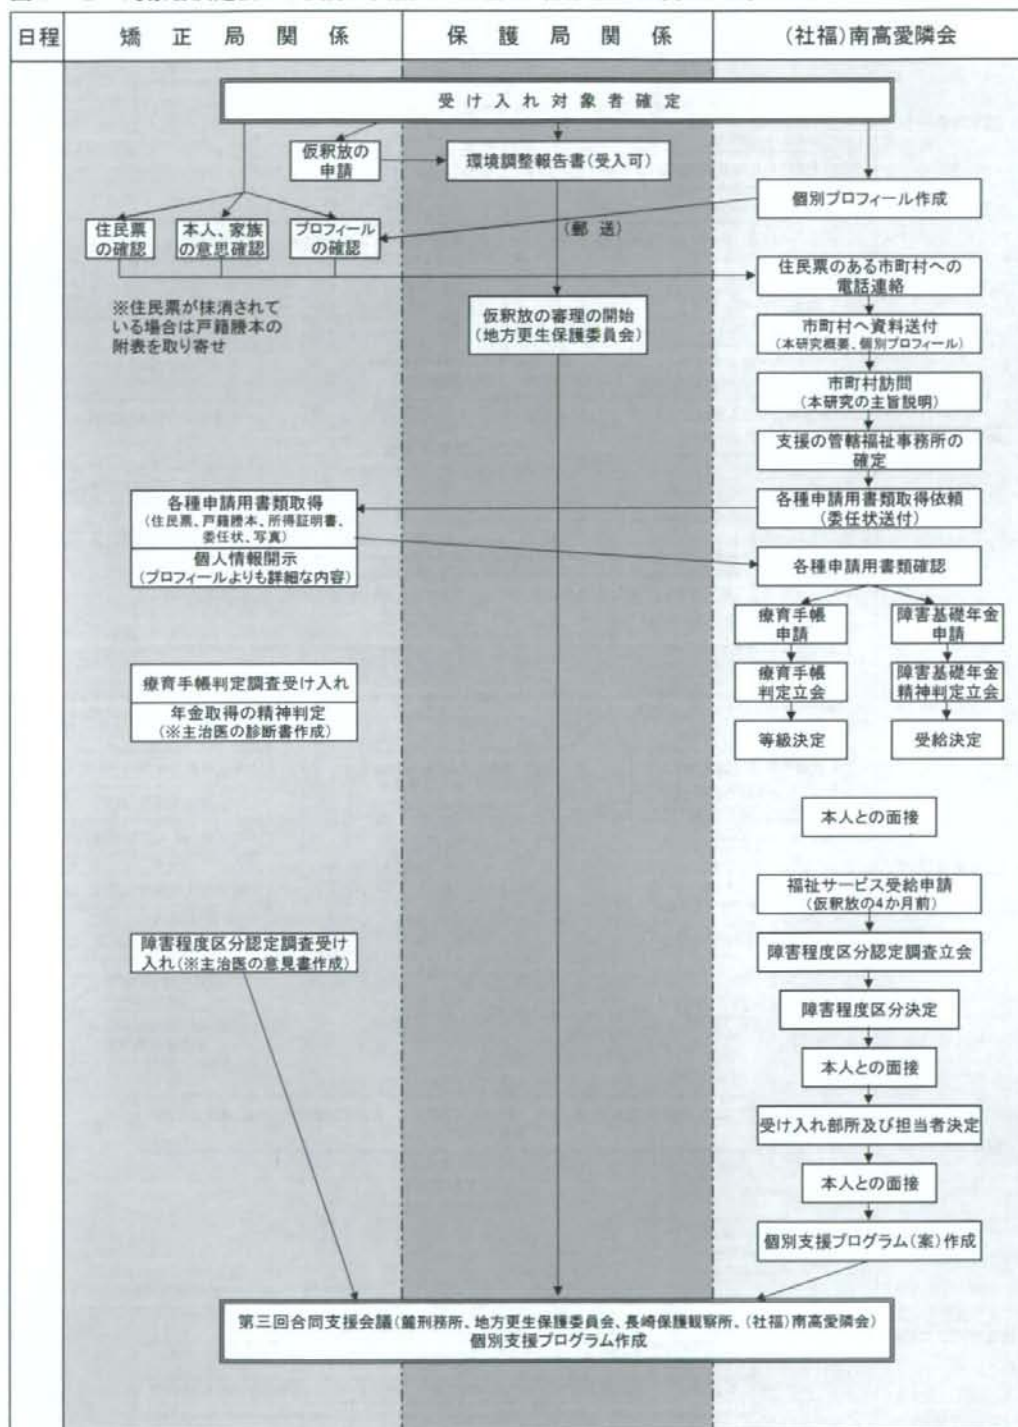 日程
矯正局関係
保護局関係
(社福)南高愛隣会
受け入れ対象者確定
仮釈放の
申請
環境調整報告書(受入可)
個別プロフィール作成
住民票
の確認
本人、家族
の意思確認
プロフィール
の確認
(郵送)
住民票のある市町村への
電話連絡
※住民票が抹消されて
いる場合は戸籍謄本の
附表を取り寄せ
仮釈放の審理の開始
(地方更生保護委員会)
市町村へ資料送付
(本研究概要、個別プロフィール)
市町村訪問
(本研究の主旨説明)
支援の管轄福祉事務所の
確定
各種申請用書類取得
(住民票、戸籍謄本、所得証明書、
委任状、写真)
個人情報開示
(プロフィールよりも詳細な内容)
各種申請用書類取得依頼
(委任状送付)
各種申請用書類確認
療育手帳
申請
障害基礎年金
申請
療育手帳判定調査受け入れ
年金取得の精神判定
(※主治医の診断書作成)
療育手帳
判定立会
障害基礎年金
精神判定立会
等級決定
受給決定
本人との面接
福祉サービス受給申請
(仮釈放の4か月前)
障害程度区分認定調査受け
入れ(※主治医の意見書作成)
障害程度区分認定調査立会
障害程度区分決定
本人との面接
受け入れ部所及び担当者決定
本人との面接
個別支援プログラム(案)作成
第三回合同支援会議(麓刑務所、地方更生保護委員会、長崎保護観察所、(社福)南高愛隣会)
個別支援プログラム作成